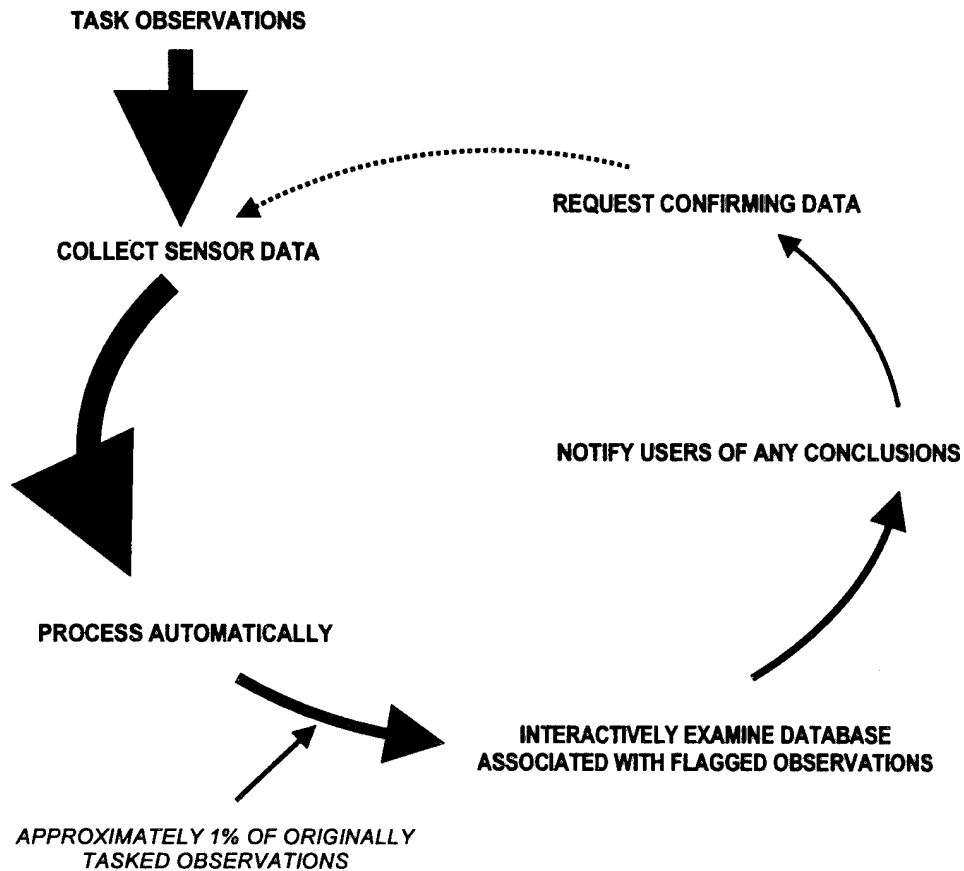 TASK OBSERVATIONS
COLLECT SENSOR DATA
REQUEST CONFIRMING DATA
NOTIFY USERS OF ANY CONCLUSIONS
PROCESS AUTOMATICALLY
INTERACTIVELY EXAMINE DATABASE
ASSOCIATED WITH FLAGGED OBSERVATIONS
APPROXIMATELY 1% OF ORIGINALLY
TASKED OBSERVATIONS